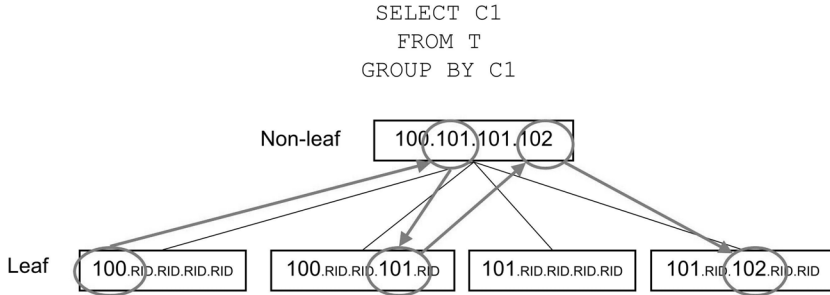 SELECT C1
FROM T
GROUP BY C1
Non-leaf 100.101.101.102
Leaf 100.RID.RID.RID.RID 100.RID.RID.101.RID 101.RID.RID.RID.RID 101.RID.102.RID.RID